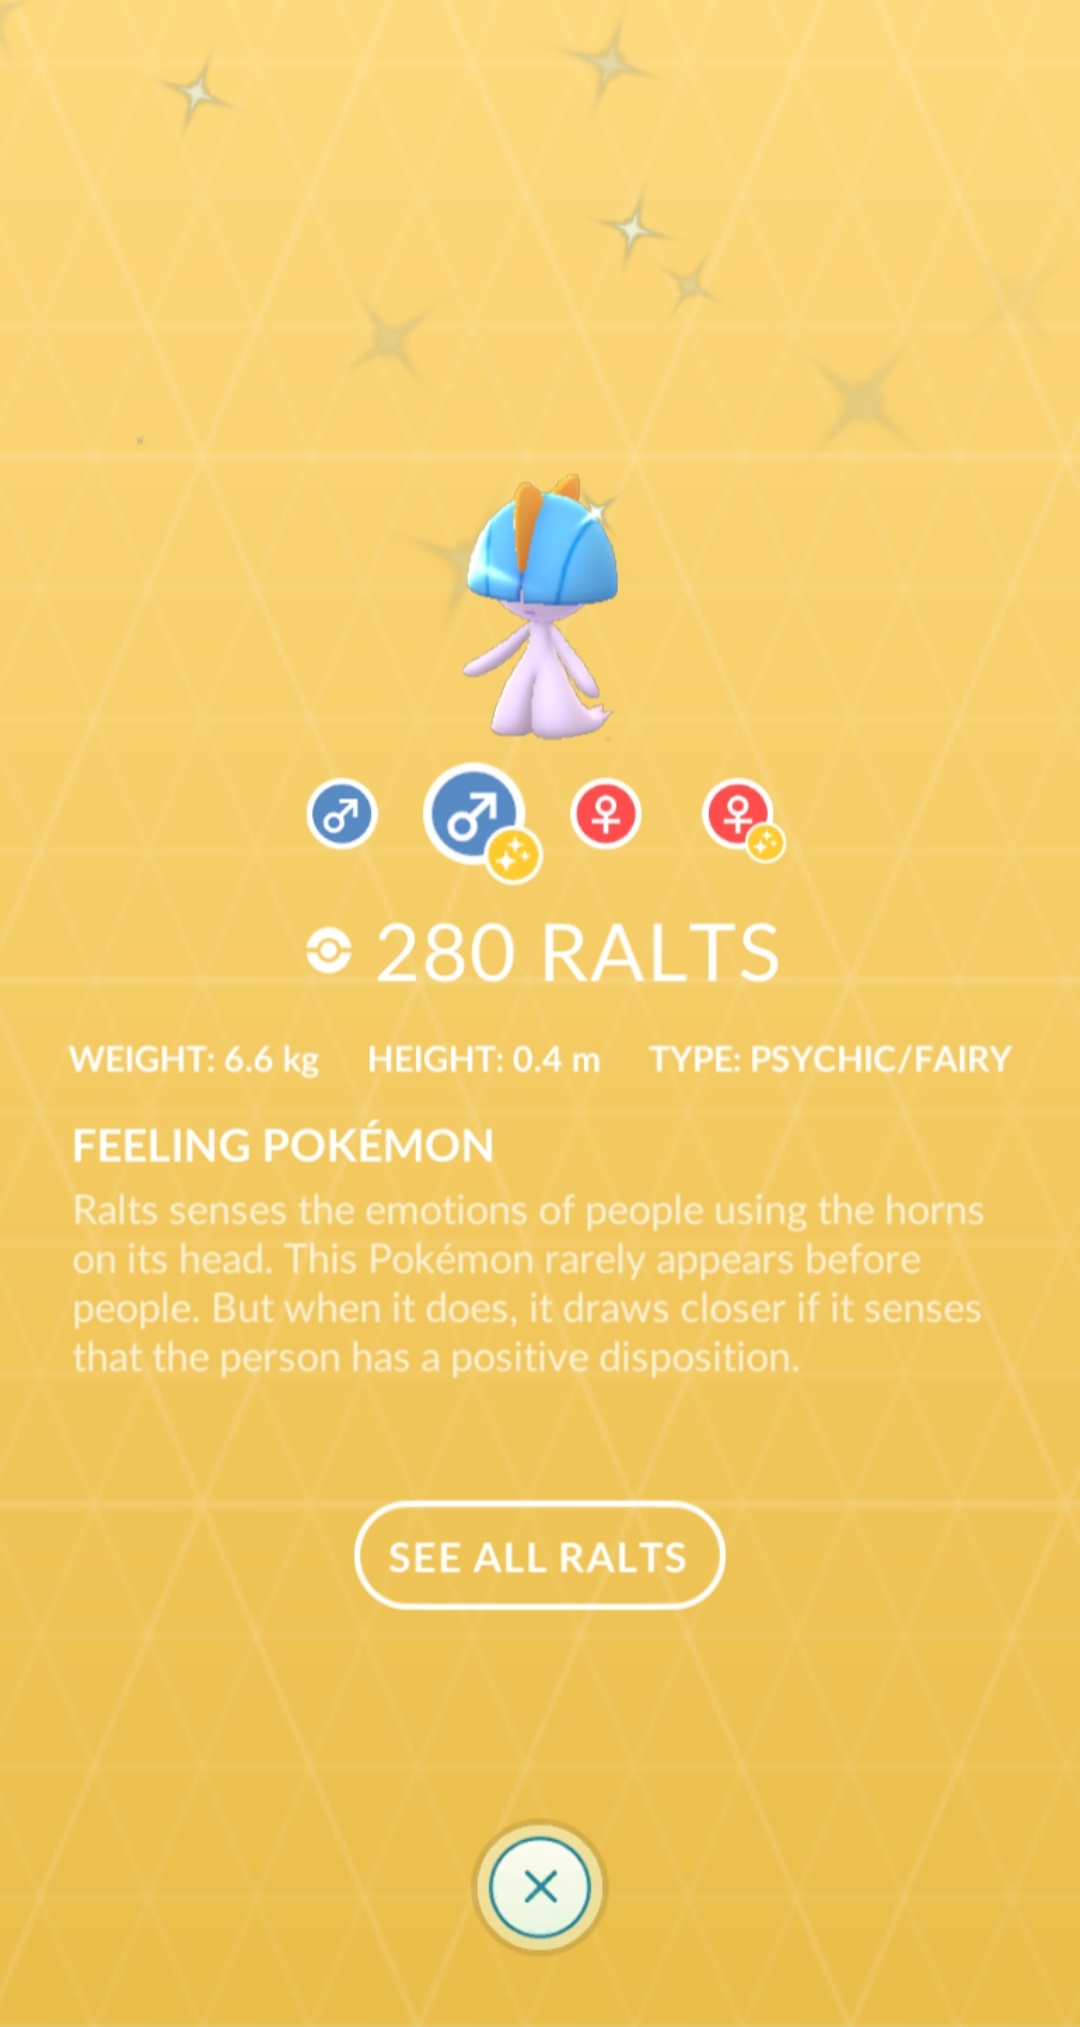 280 RALTS
WEIGHT: 6.6 kg HEIGHT: 0.4 m TYPE: PSYCHIC/FAIRY
FEELING POKÉMON
Ralts senses the emotions of people using the horns
on its head. This Pokémon rarely appears before
people. But when it does, it draws closer if it senses
that the person has a positive disposition.
SEE ALL RALTS